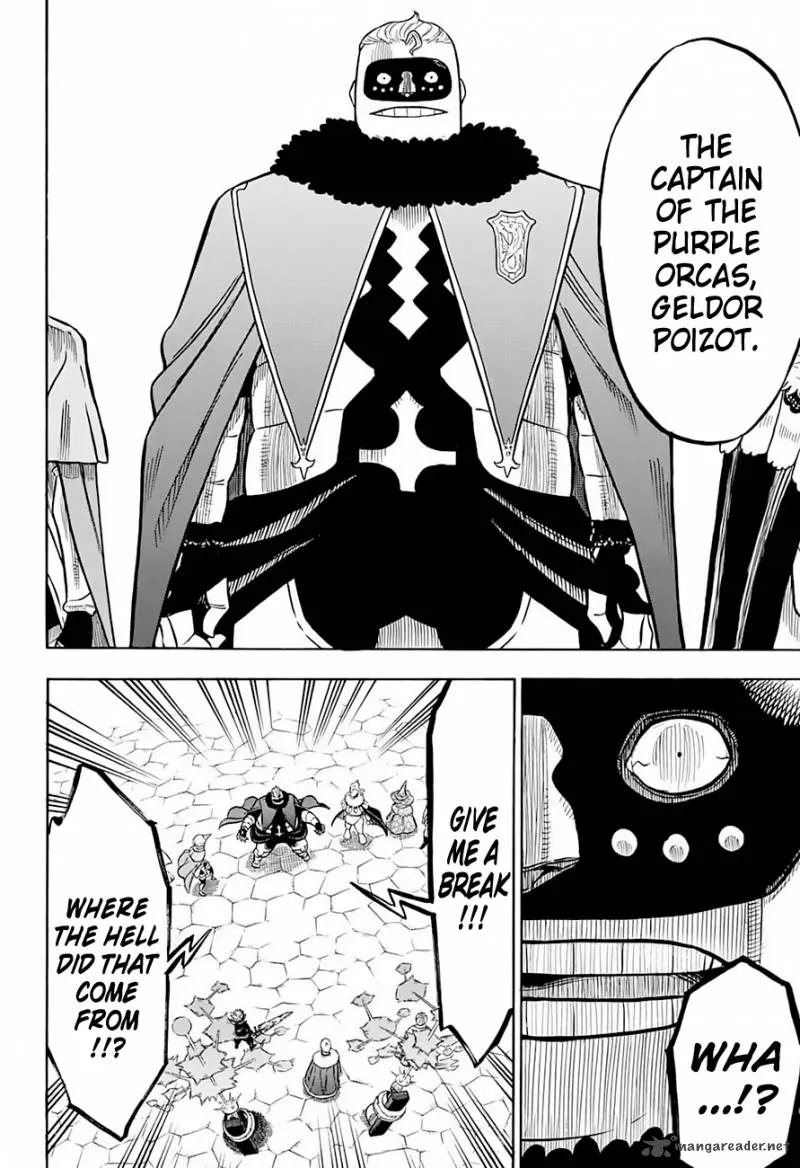 THE
CAPTAIN
OF THE
PURPLE
ORCAS,
GELDOR
POIZOT.
WHA
...!?
GIVE
ME A
BREAK
!!!
WHERE
THE HELL
DID THAT
COME
FROM
!!?
mangareader.net